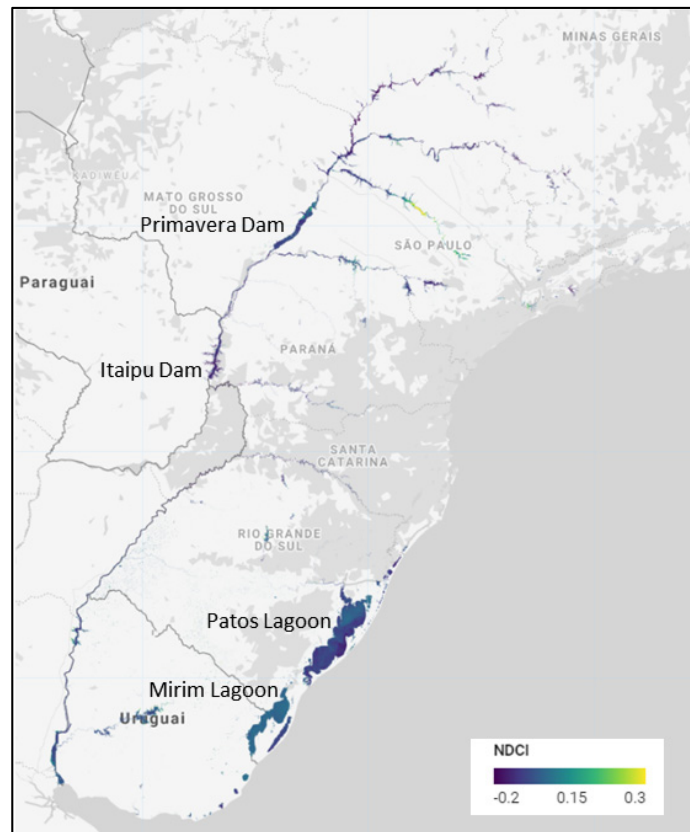 MINAS GERAIS
KADIWÉU
MATO GROSSO
DO SUL
Primavera Dam
SÃO PAULO
Paraguai
PARANÁ
Itaipu Dam
SANTA
CATARINA
RIO GRANDE
DO SUL
Patos Lagoon
Mirim Lagoon
Uruguai
NDCI
-0.2 0.15 0.3